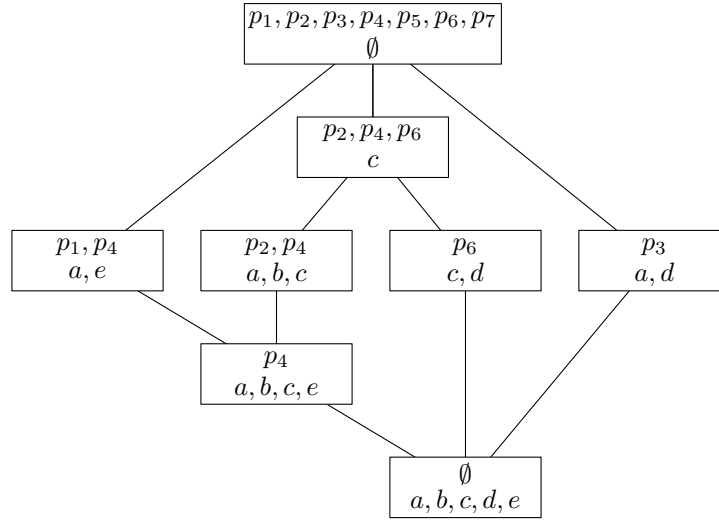 p₁, p₂, p₃, p₄, p₅, p₆, p₇
∅
p₂, p₄, p₆
c
p₁, p₄
a, e
p₂, p₄
a, b, c
p₆
c, d
p₃
a, d
p₄
a, b, c, e
∅
a, b, c, d, e